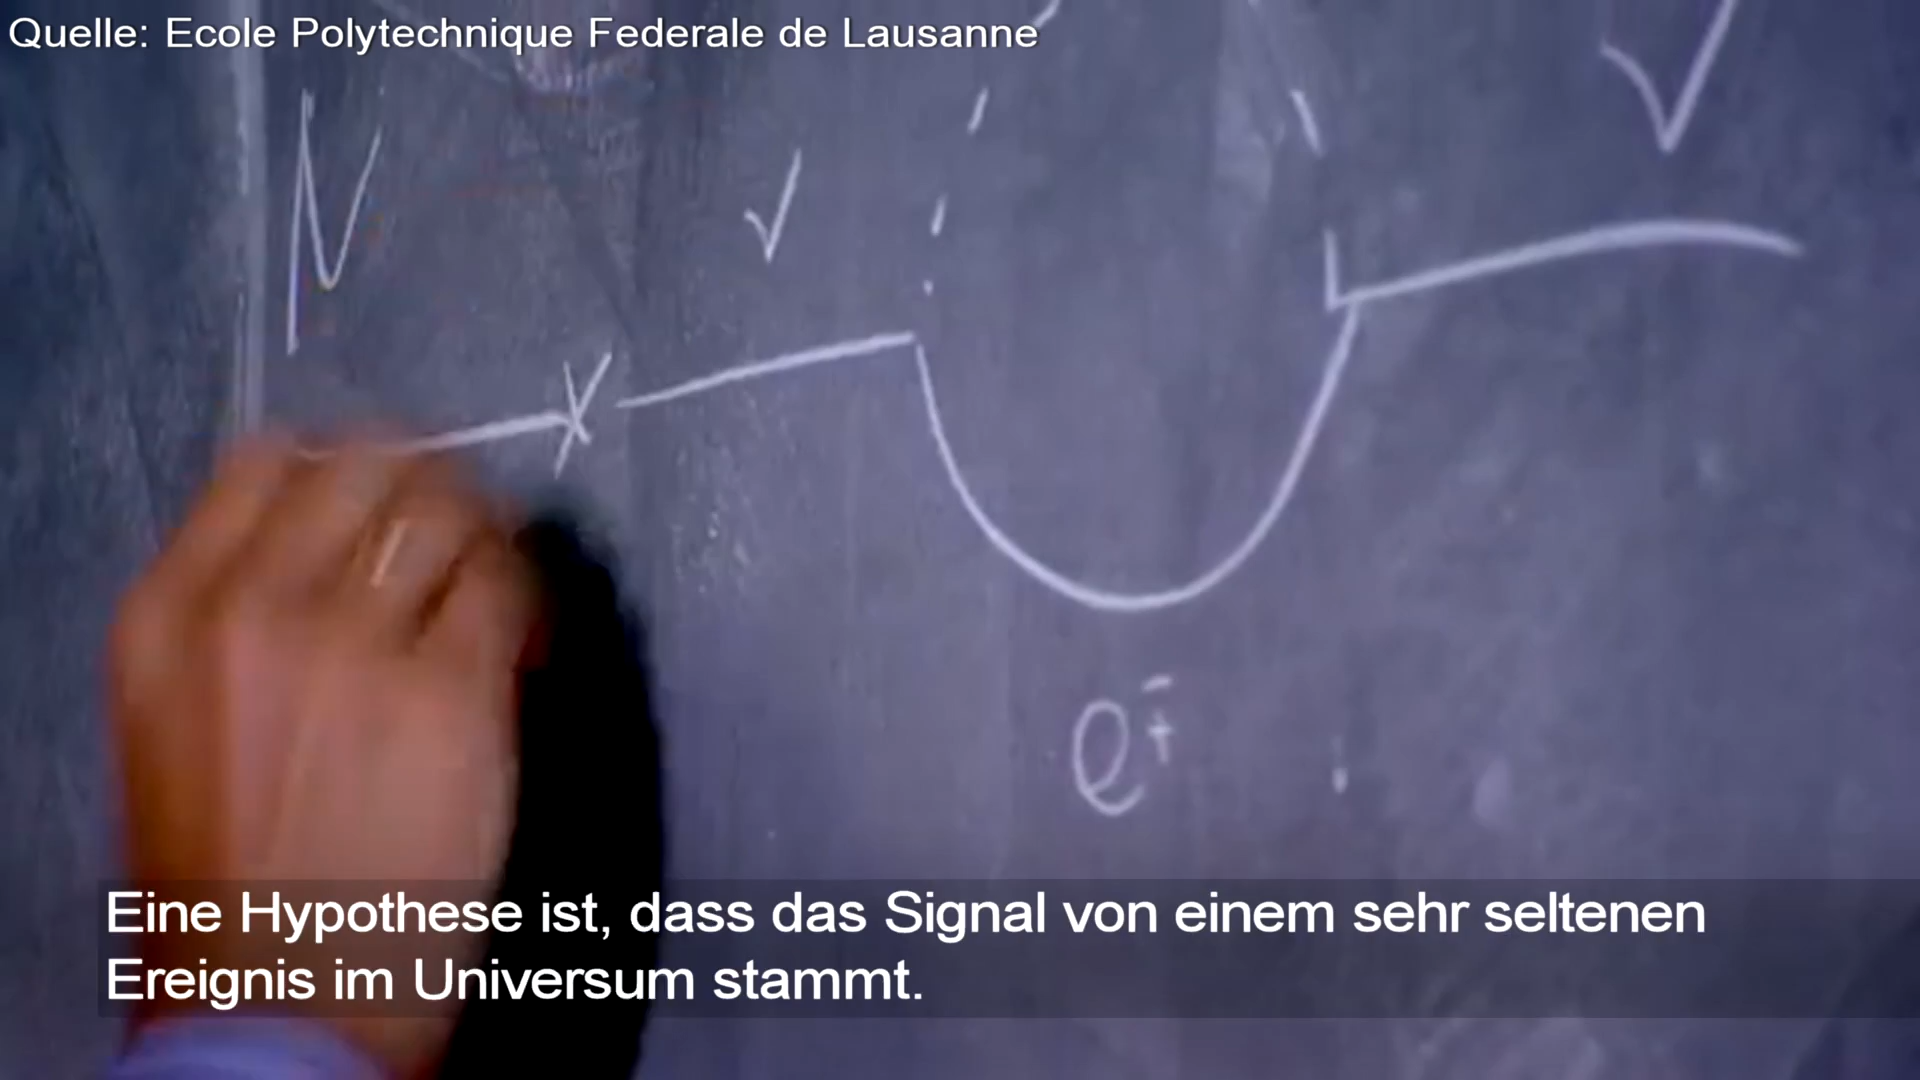 Quelle: Ecole Polytechnique Federale de Lausanne
N
ν
ν
e∓
Eine Hypothese ist, dass das Signal von einem sehr seltenen
Ereignis im Universum stammt.